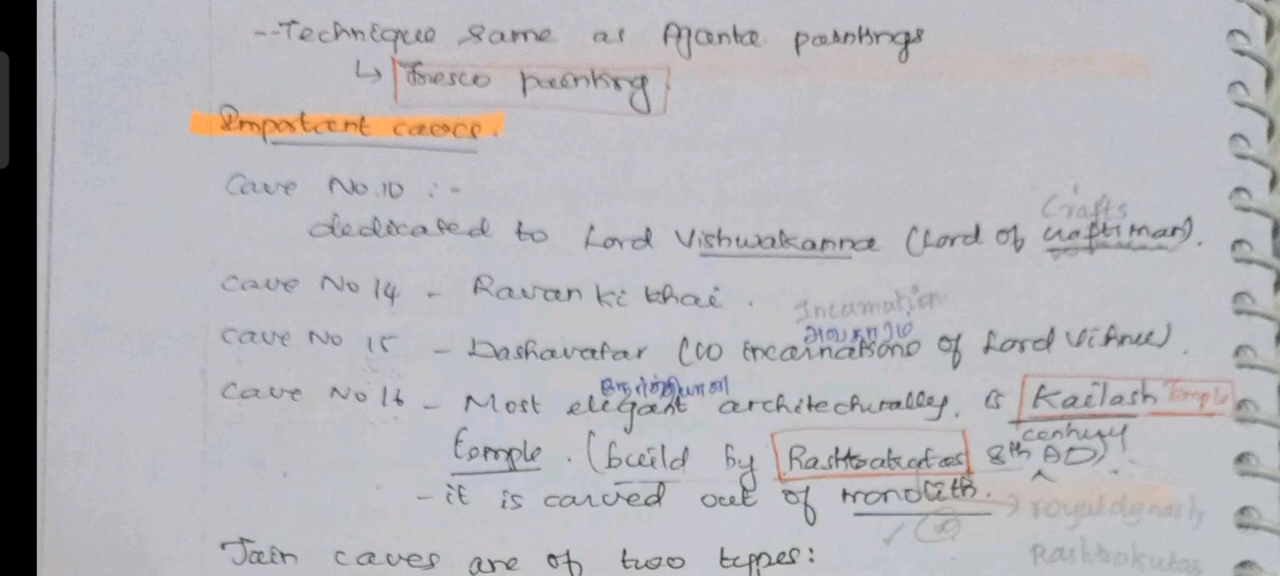 --Technique same as Ajanta paintings
↳ Fresco painting
Important caves.
Cave No.10 :-
Crafts
dedicated to Lord Vishwakarma (Lord of craftsman).
Cave No 14 - Ravan ki khai.
Incarnation
அவதாரம்
Cave No 15 - Dashavatar (10 incarnations of Lord Vishnu).
Cave No 16 - Most elegant architecturally, is Kailash Temple
century
temple. (build by Rashtrakutas 8th AD).
- it is carved out of monolith. → royal dynasty
Rashtrakutas
Jain caves are of two types: